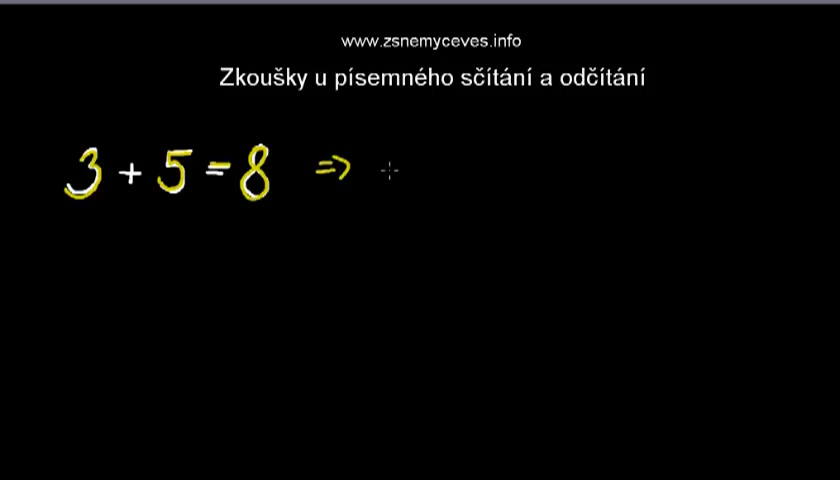 www.zsnemyceves.info
Zkoušky u písemného sčítání a odčítání
3 + 5 = 8 =>